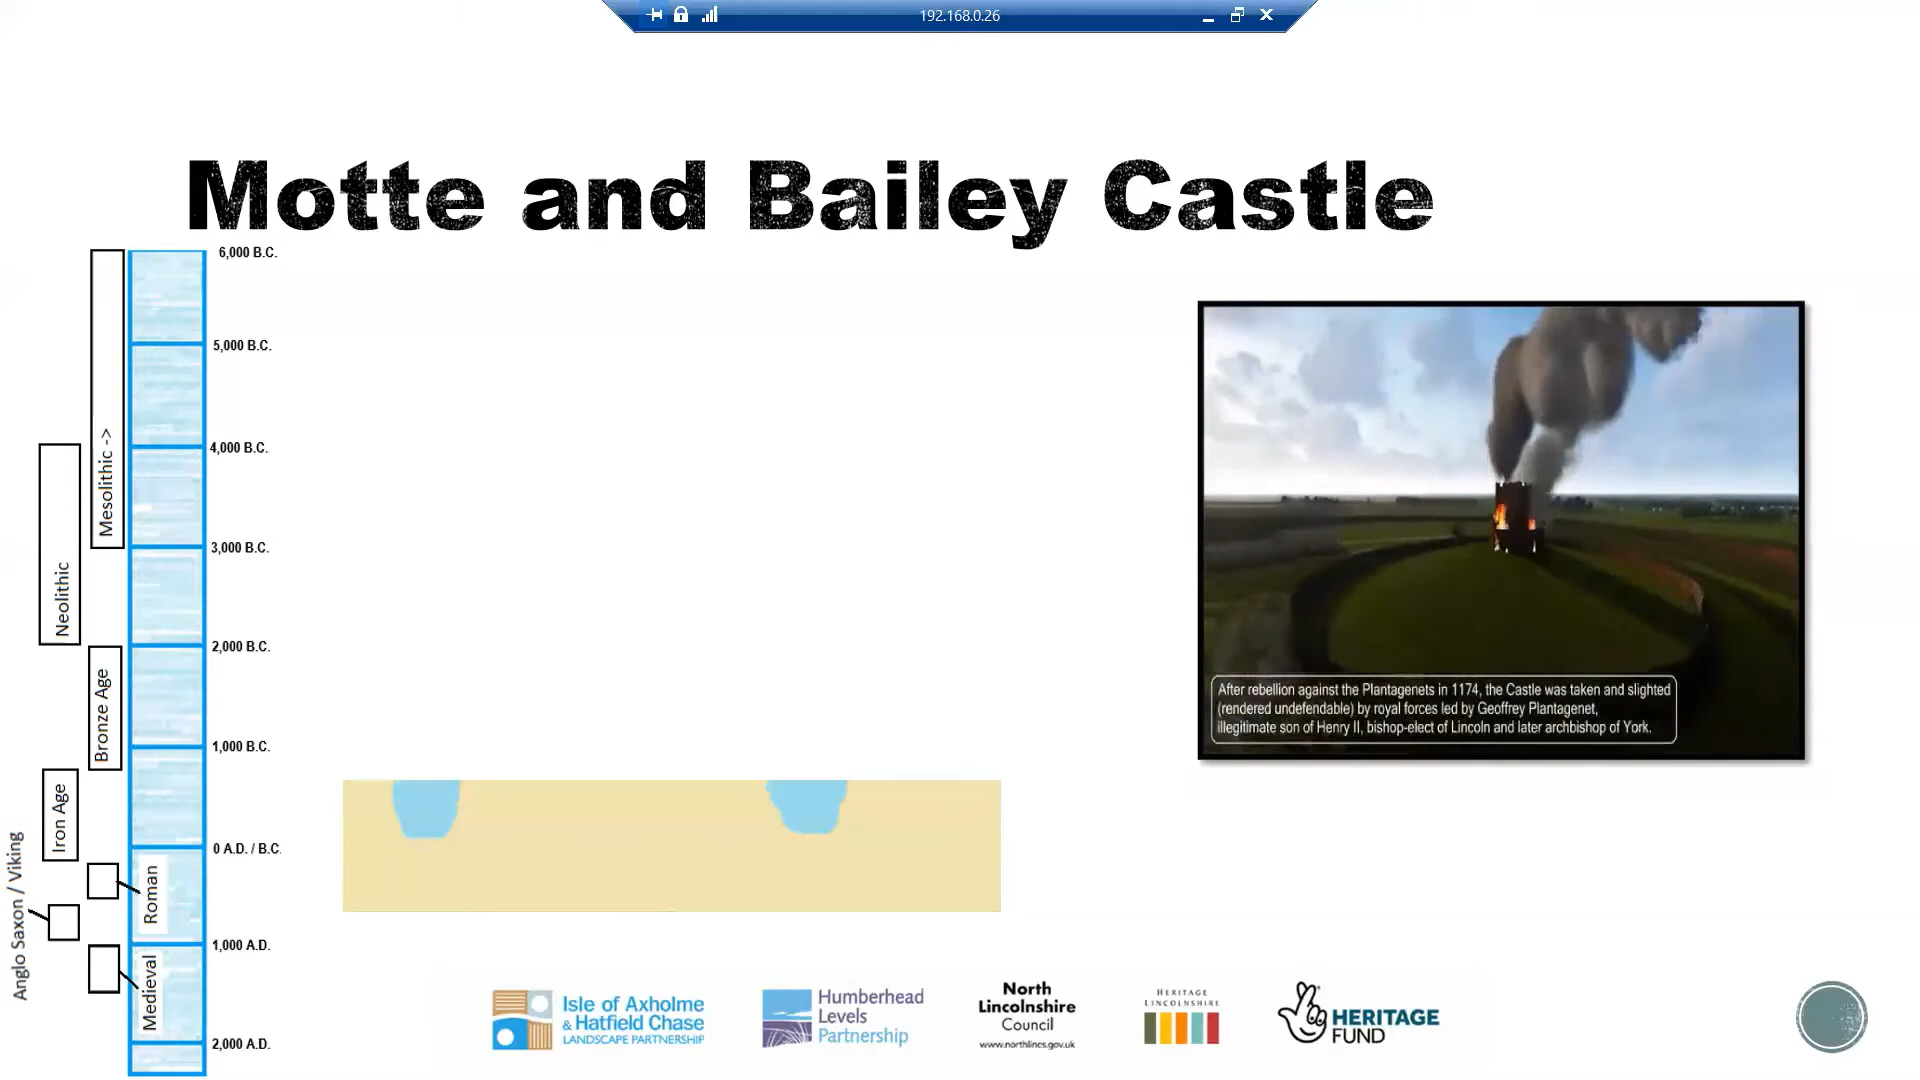 192.168.0.26
Motte and Bailey Castle
6,000 B.C.
5,000 B.C.
4,000 B.C.
3,000 B.C.
2,000 B.C.
1,000 B.C.
0 A.D. / B.C.
1,000 A.D.
2,000 A.D.
Mesolithic ->
Neolithic
Bronze Age
Iron Age
Roman
Anglo Saxon / Viking
Medieval
After rebellion against the Plantagenets in 1174, the Castle was taken and slighted
(rendered undefendable) by royal forces led by Geoffrey Plantagenet,
illegitimate son of Henry II, bishop-elect of Lincoln and later archbishop of York.
Isle of Axholme
& Hatfield Chase
LANDSCAPE PARTNERSHIP
Humberhead
Levels
Partnership
North
Lincolnshire
Council
www.northlincs.gov.uk
HERITAGE
LINCOLNSHIRE
HERITAGE
FUND